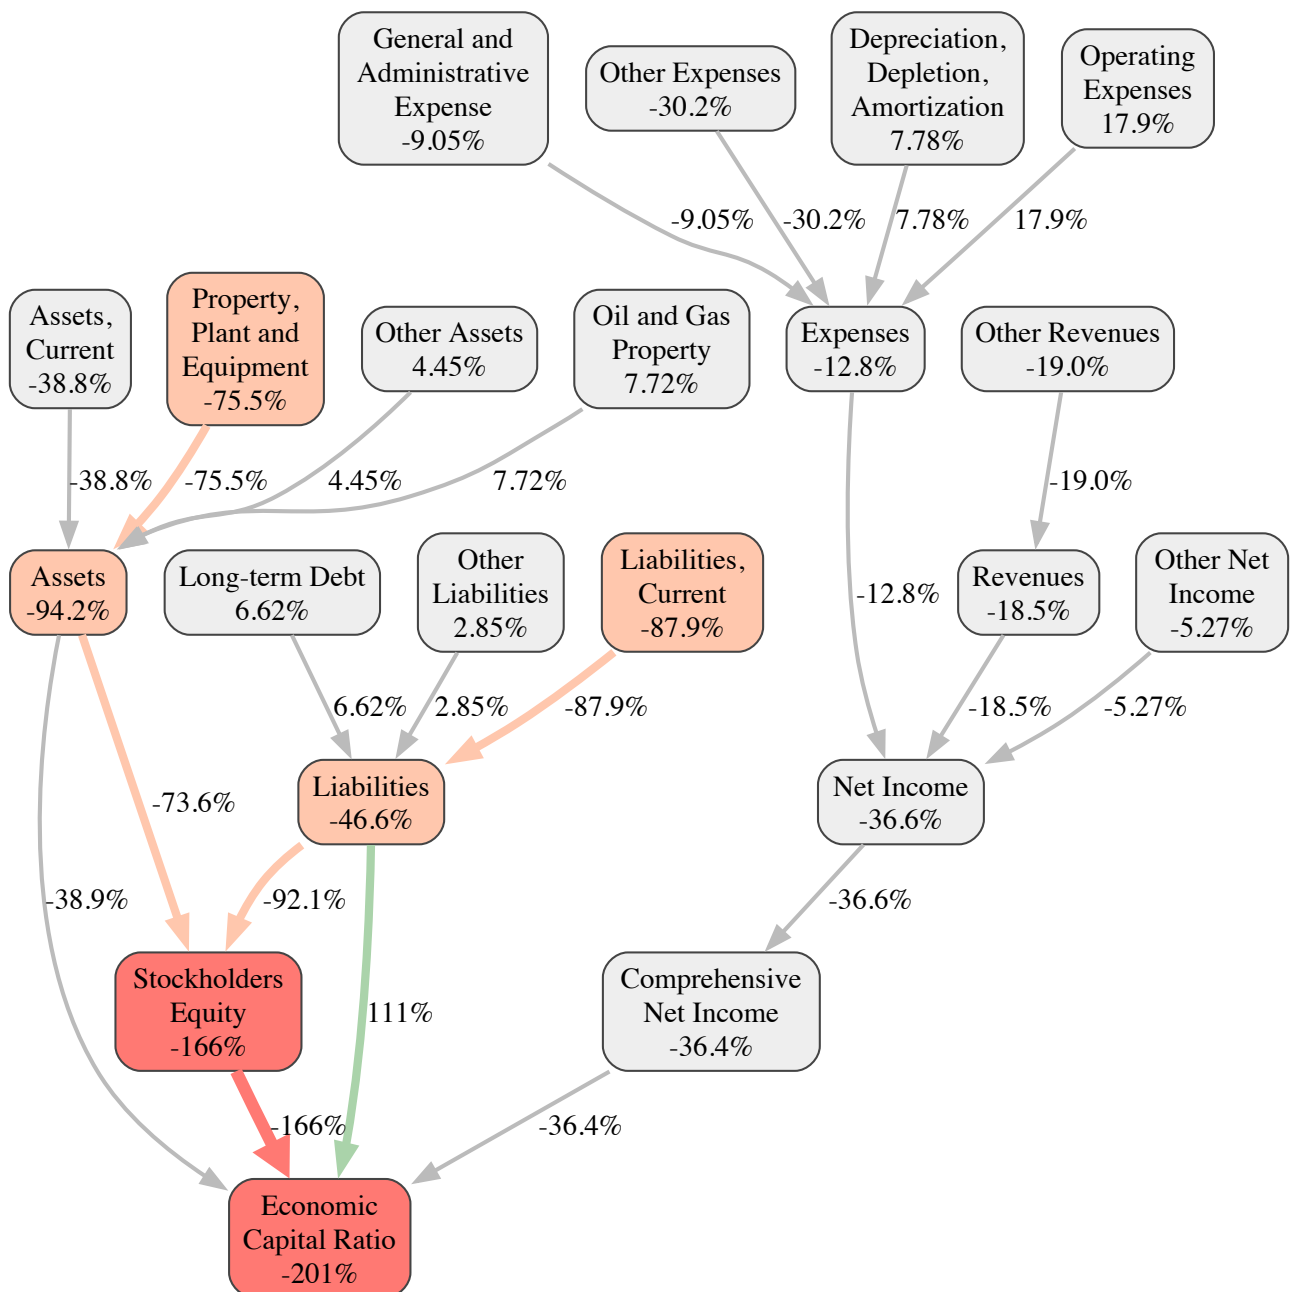 General and
Administrative
Expense
-9.05%
Other Expenses
-30.2%
Depreciation,
Depletion,
Amortization
7.78%
Operating
Expenses
17.9%
-9.05%
-30.2%
7.78%
17.9%
Assets,
Current
-38.8%
Property,
Plant and
Equipment
-75.5%
Other Assets
4.45%
Oil and Gas
Property
7.72%
Expenses
-12.8%
Other Revenues
-19.0%
-38.8%
-75.5%
4.45%
7.72%
-19.0%
Assets
-94.2%
Long-term Debt
6.62%
Other
Liabilities
2.85%
Liabilities,
Current
-87.9%
-12.8%
Revenues
-18.5%
Other Net
Income
-5.27%
6.62%
2.85%
-87.9%
-18.5%
-5.27%
-73.6%
Liabilities
-46.6%
Net Income
-36.6%
-38.9%
-92.1%
-36.6%
Stockholders
Equity
-166%
111%
Comprehensive
Net Income
-36.4%
-166%
-36.4%
Economic
Capital Ratio
-201%